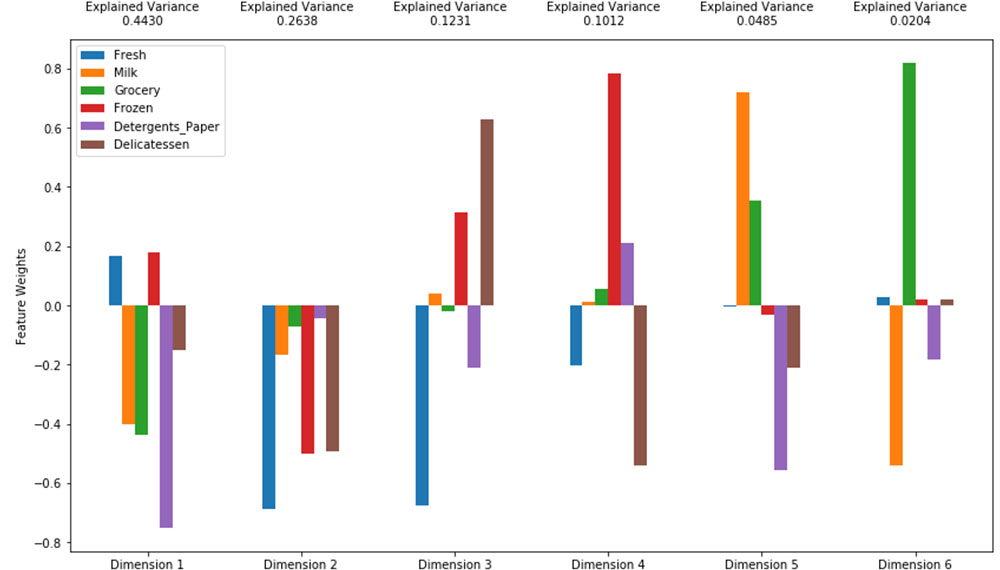 Explained Variance
0.4430
Explained Variance
0.2638
Explained Variance
0.1231
Explained Variance
0.1012
Explained Variance
0.0485
Explained Variance
0.0204
Fresh
Milk
Grocery
Frozen
Detergents_Paper
Delicatessen
Feature Weights
0.8
0.6
0.4
0.2
0.0
−0.2
−0.4
−0.6
−0.8
Dimension 1
Dimension 2
Dimension 3
Dimension 4
Dimension 5
Dimension 6